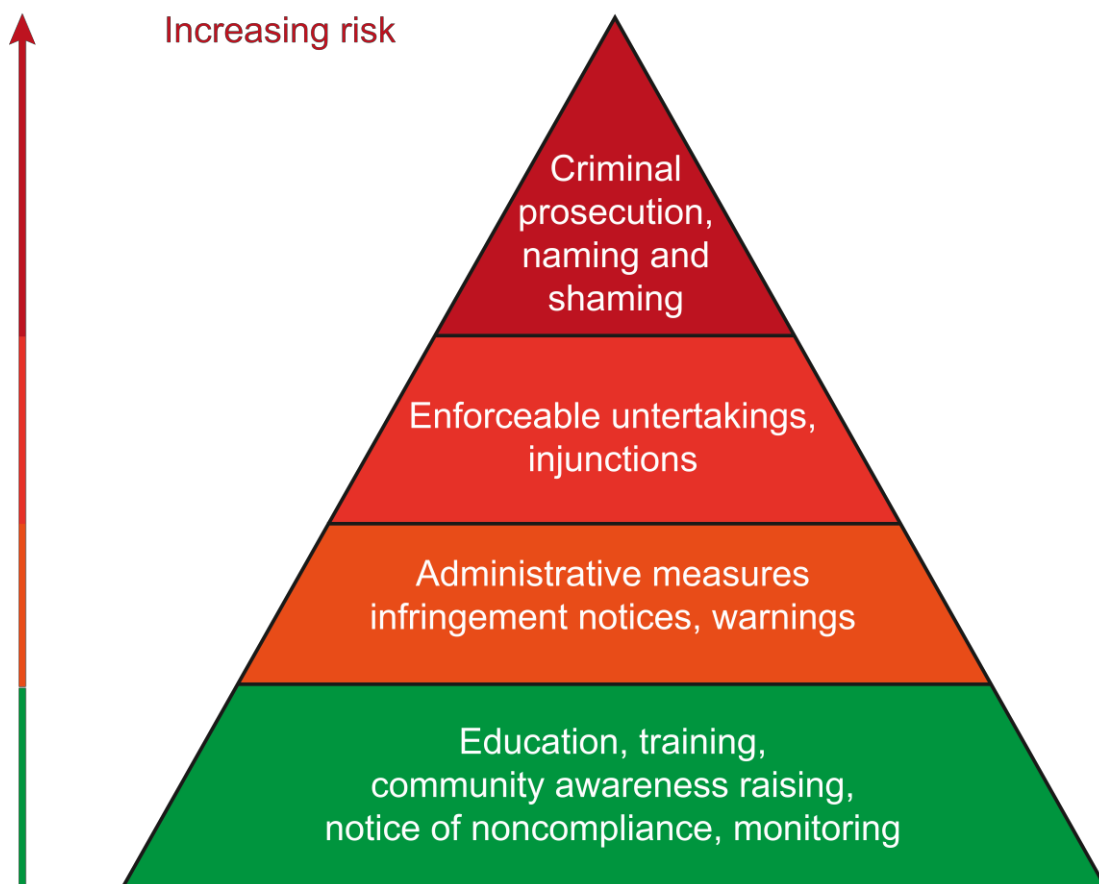 Increasing risk
Criminal
prosecution,
naming and
shaming
Enforceable untertakings,
injunctions
Administrative measures
infringement notices, warnings
Education, training,
community awareness raising,
notice of noncompliance, monitoring